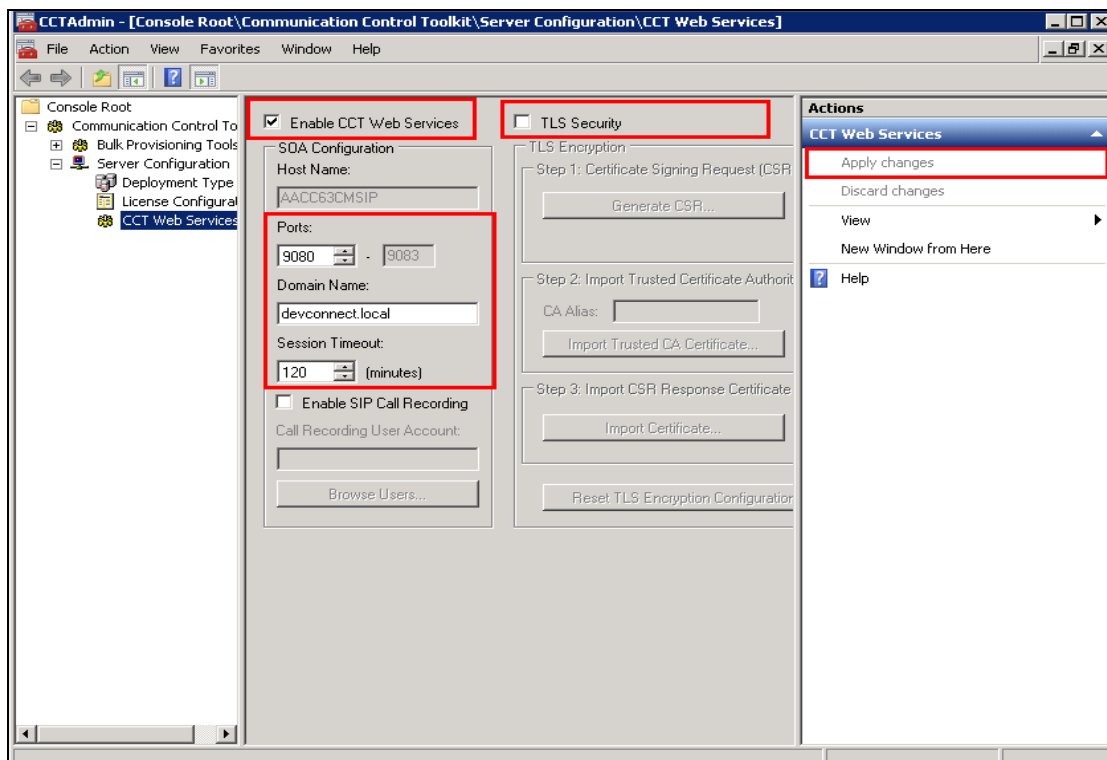 CCTAdmin - [Console Root\Communication Control Toolkit\Server Configuration\CCT Web Services]
File Action View Favorites Window Help
Console Root
Communication Control To
Bulk Provisioning Tools
Server Configuration
Deployment Type
License Configurat
CCT Web Services
Enable CCT Web Services
SOA Configuration
Host Name:
AACC63CMSIP
Ports:
9080 - 9083
Domain Name:
devconnect.local
Session Timeout:
120 (minutes)
Enable SIP Call Recording
Call Recording User Account:
Browse Users...
TLS Security
TLS Encryption
Step 1: Certificate Signing Request (CSR
Generate CSR...
Step 2: Import Trusted Certificate Authorit
CA Alias:
Import Trusted CA Certificate...
Step 3: Import CSR Response Certificate
Import Certificate...
Reset TLS Encryption Configuration
Actions
CCT Web Services
Apply changes
Discard changes
View
New Window from Here
Help